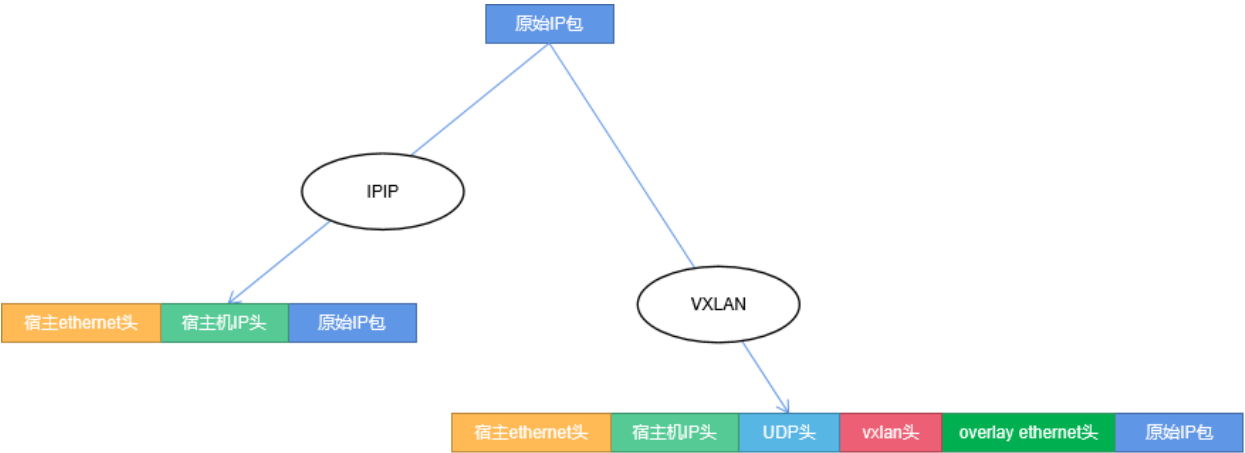 原始IP包
IPIP
VXLAN
宿主ethernet头 宿主机IP头 原始IP包
宿主ethernet头 宿主机IP头 UDP头 vxlan头 overlay ethernet头 原始IP包